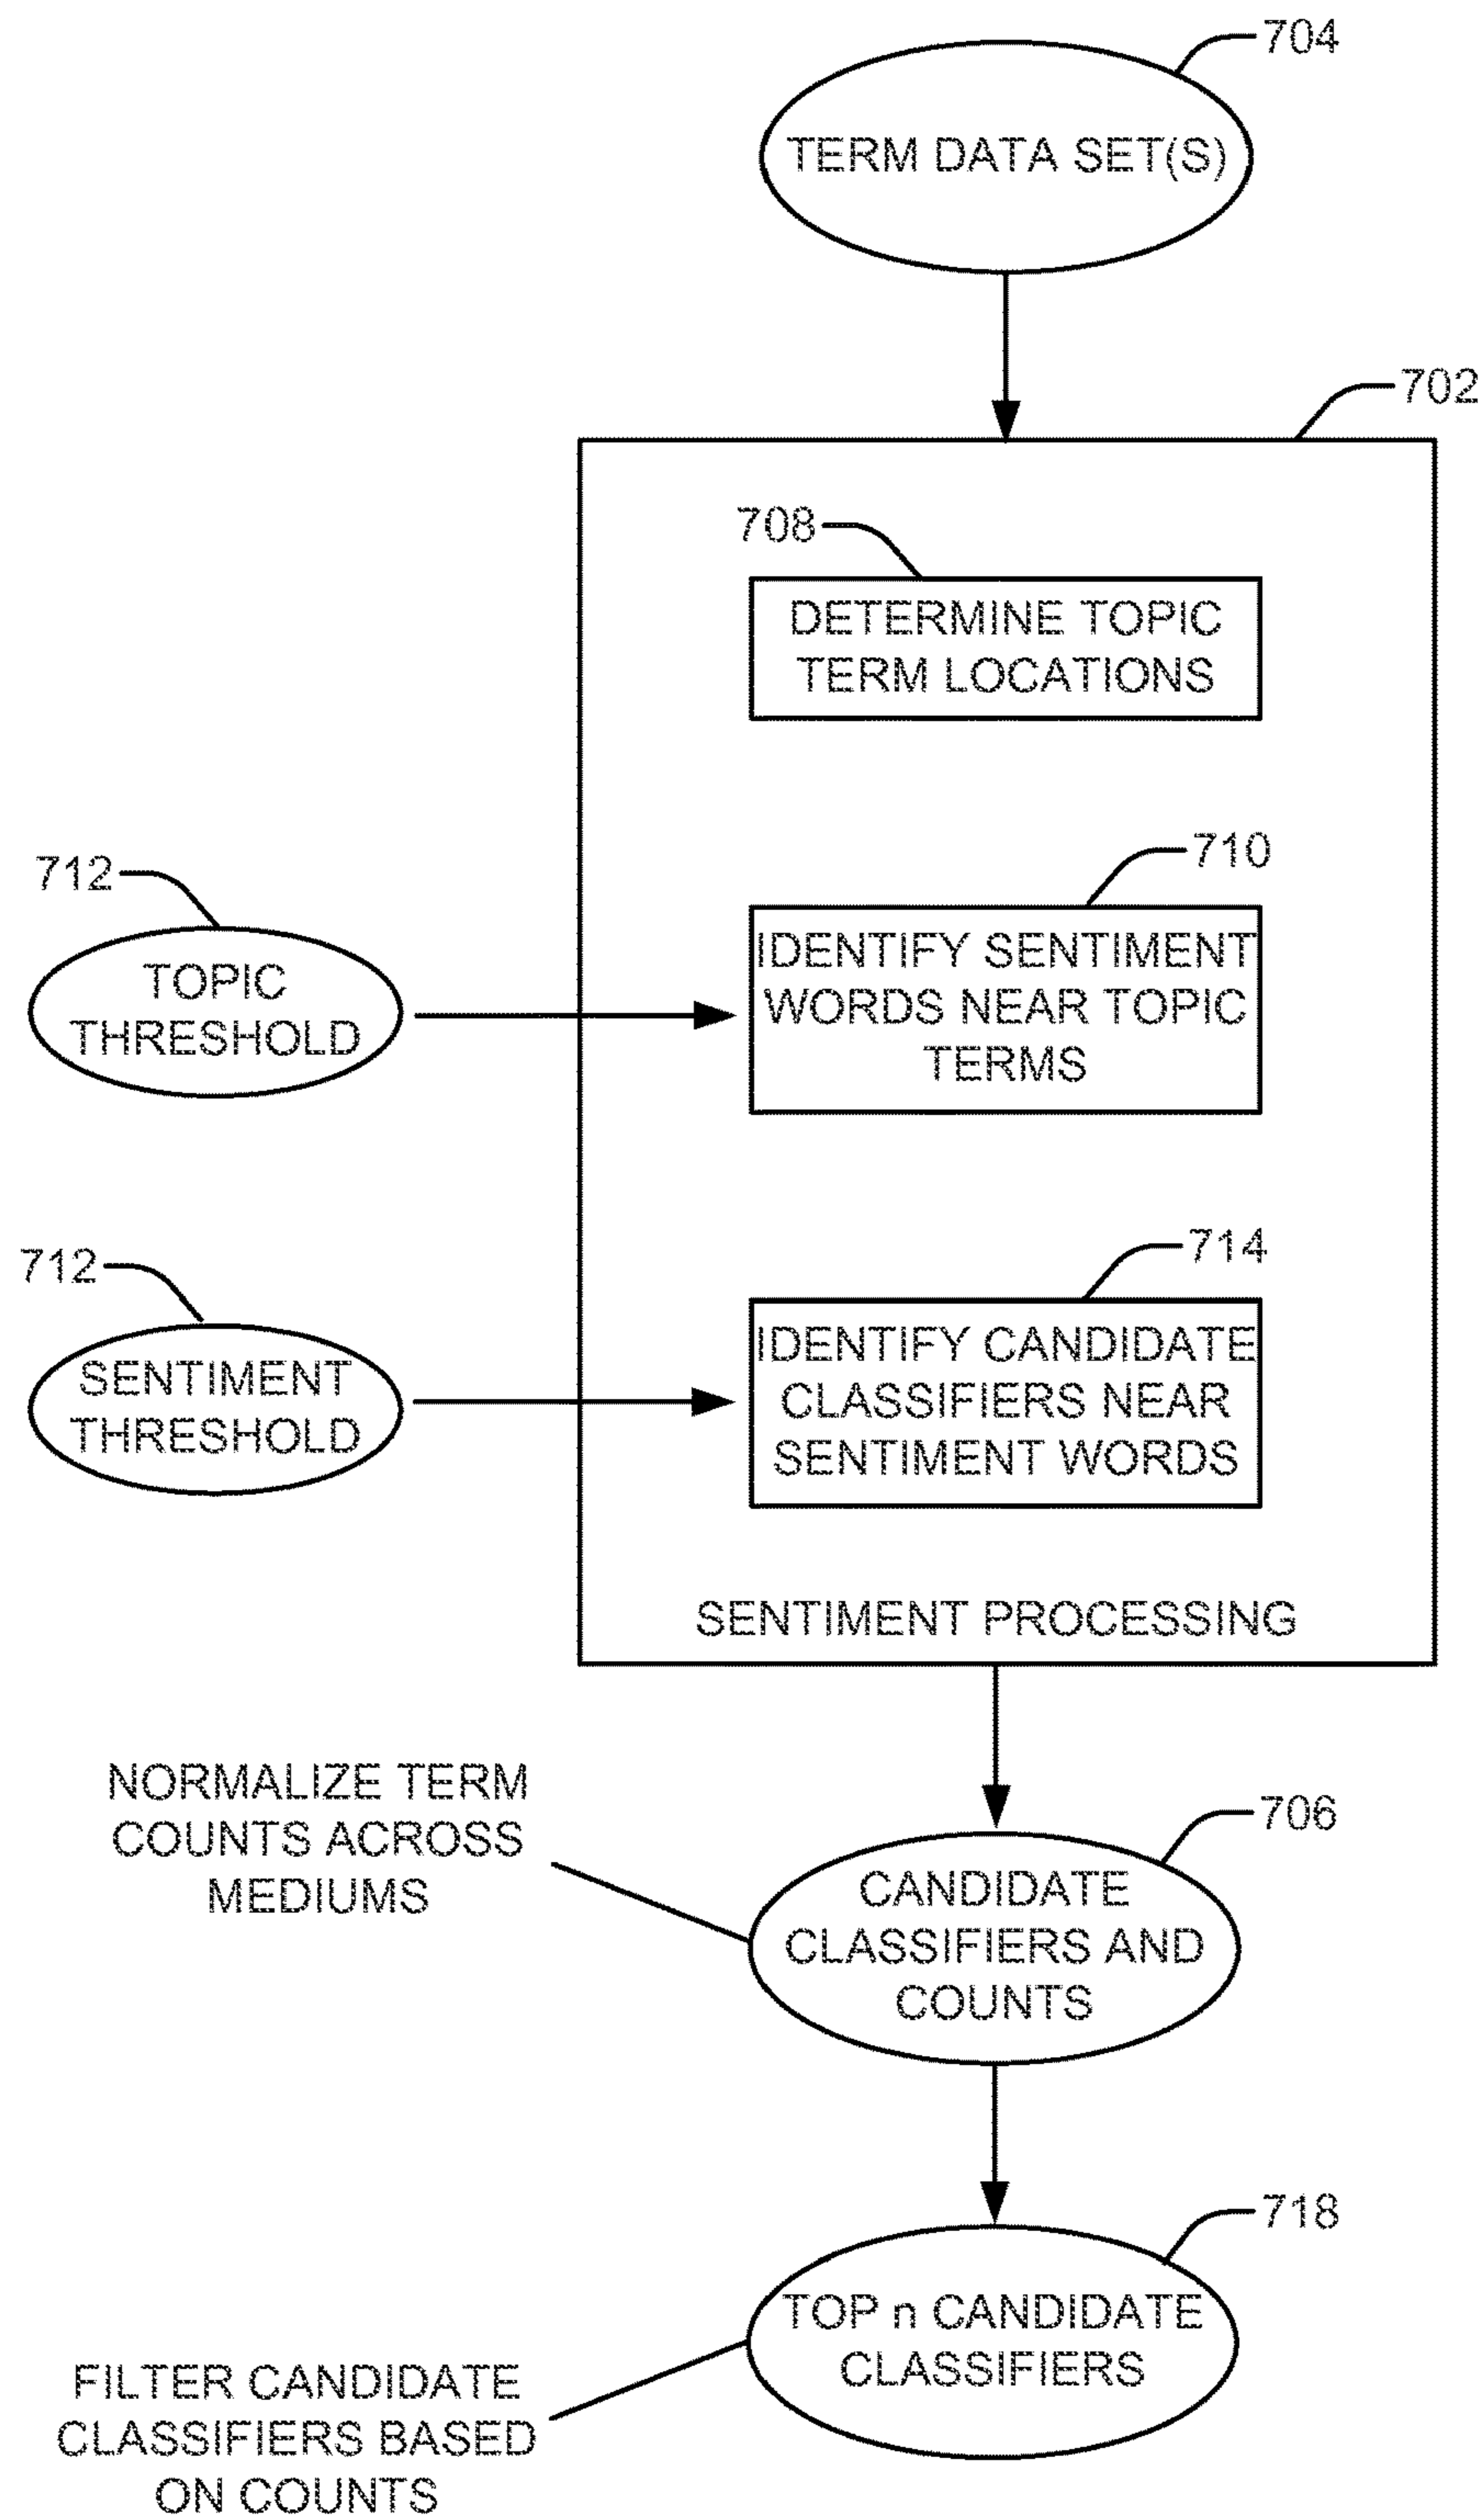 704
TERM DATA SET(S)
702
708
DETERMINE TOPIC
TERM LOCATIONS
712
TOPIC
THRESHOLD
710
IDENTIFY SENTIMENT
WORDS NEAR TOPIC
TERMS
712
SENTIMENT
THRESHOLD
714
IDENTIFY CANDIDATE
CLASSIFIERS NEAR
SENTIMENT WORDS
SENTIMENT PROCESSING
NORMALIZE TERM
COUNTS ACROSS
MEDIUMS
706
CANDIDATE
CLASSIFIERS AND
COUNTS
718
TOP n CANDIDATE
CLASSIFIERS
FILTER CANDIDATE
CLASSIFIERS BASED
ON COUNTS